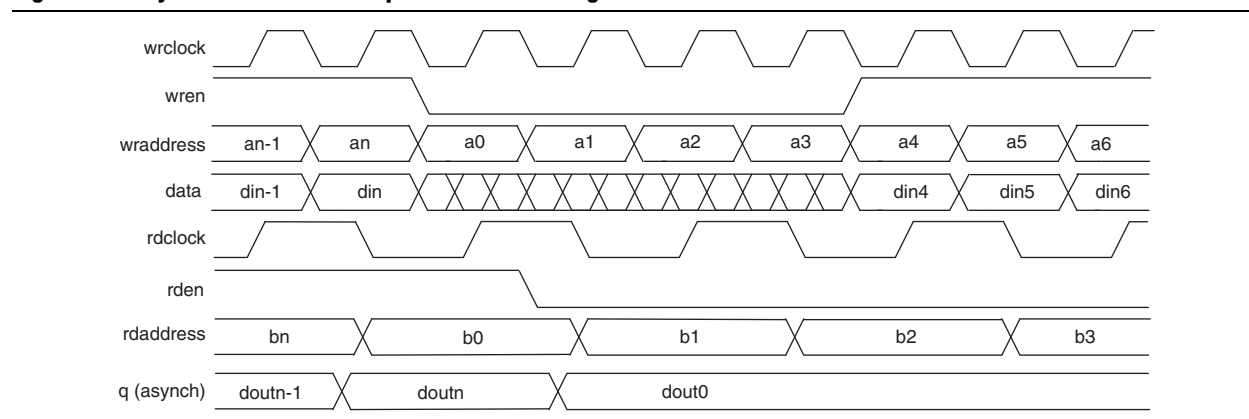 wrclock
wren
wraddress an-1 an a0 a1 a2 a3 a4 a5 a6
data din-1 din din4 din5 din6
rdclock
rden
rdaddress bn b0 b1 b2 b3
q (asynch) doutn-1 doutn dout0